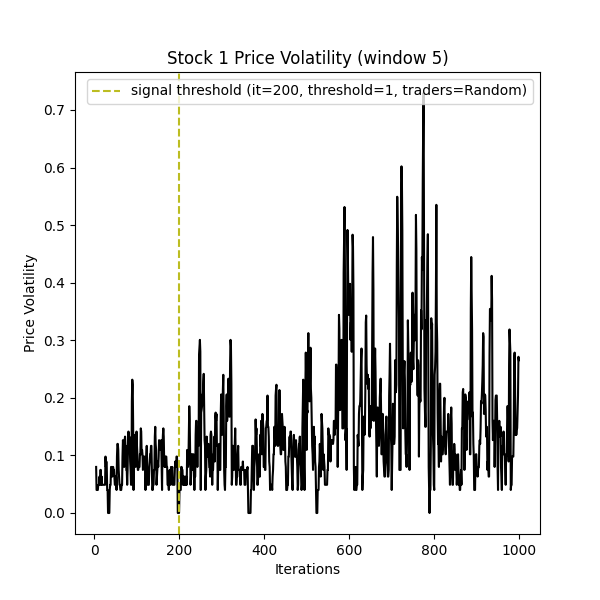 Stock 1 Price Volatility (window 5)
signal threshold (it=200, threshold=1, traders=Random)
Price Volatility
0.7
0.6
0.5
0.4
0.3
0.2
0.1
0.0
0 200 400 600 800 1000
Iterations